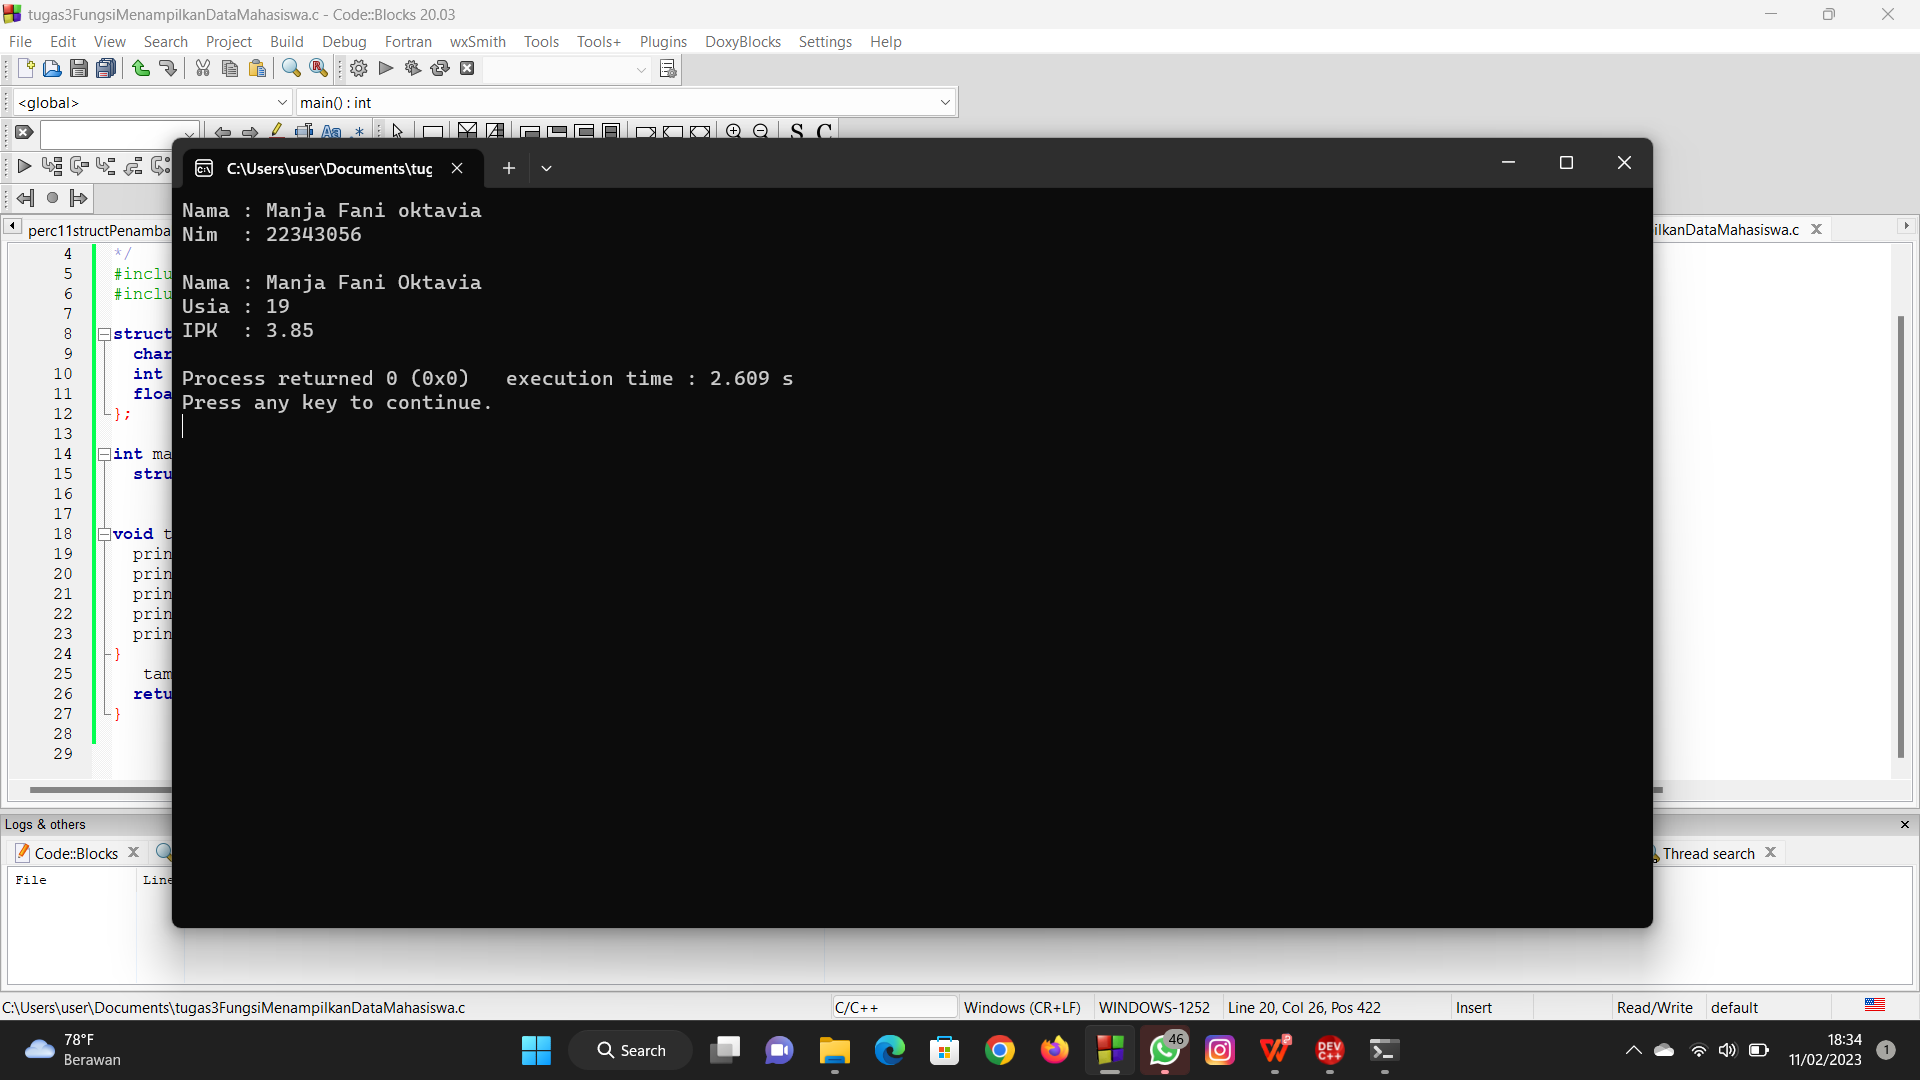 tugas3FungsiMenampilkanDataMahasiswa.c - Code::Blocks 20.03
File Edit View Search Project Build Debug Fortran wxSmith Tools Tools+ Plugins DoxyBlocks Settings Help
<global> main() : int
S C
C:\Users\user\Documents\tug
Nama : Manja Fani oktavia
Nim  : 22343056
Nama : Manja Fani Oktavia
Usia : 19
IPK  : 3.85
Process returned 0 (0x0)   execution time : 2.609 s
Press any key to continue.
perc11structPenamba
ilkanDataMahasiswa.c
4 */
5 #inclu
6 #inclu
7
8 struct
9 char
10 int
11 floa
12 };
13
14 int ma
15 stru
16
17
18 void t
19 prin
20 prin
21 prin
22 prin
23 prin
24 }
25 tam
26 retu
27 }
28
29
Logs & others
Code::Blocks
Thread search
File Line
C:\Users\user\Documents\tugas3FungsiMenampilkanDataMahasiswa.c C/C++ Windows (CR+LF) WINDOWS-1252 Line 20, Col 26, Pos 422 Insert Read/Write default
78°F
Berawan
Search
46
DEV C++
18:34
11/02/2023
1